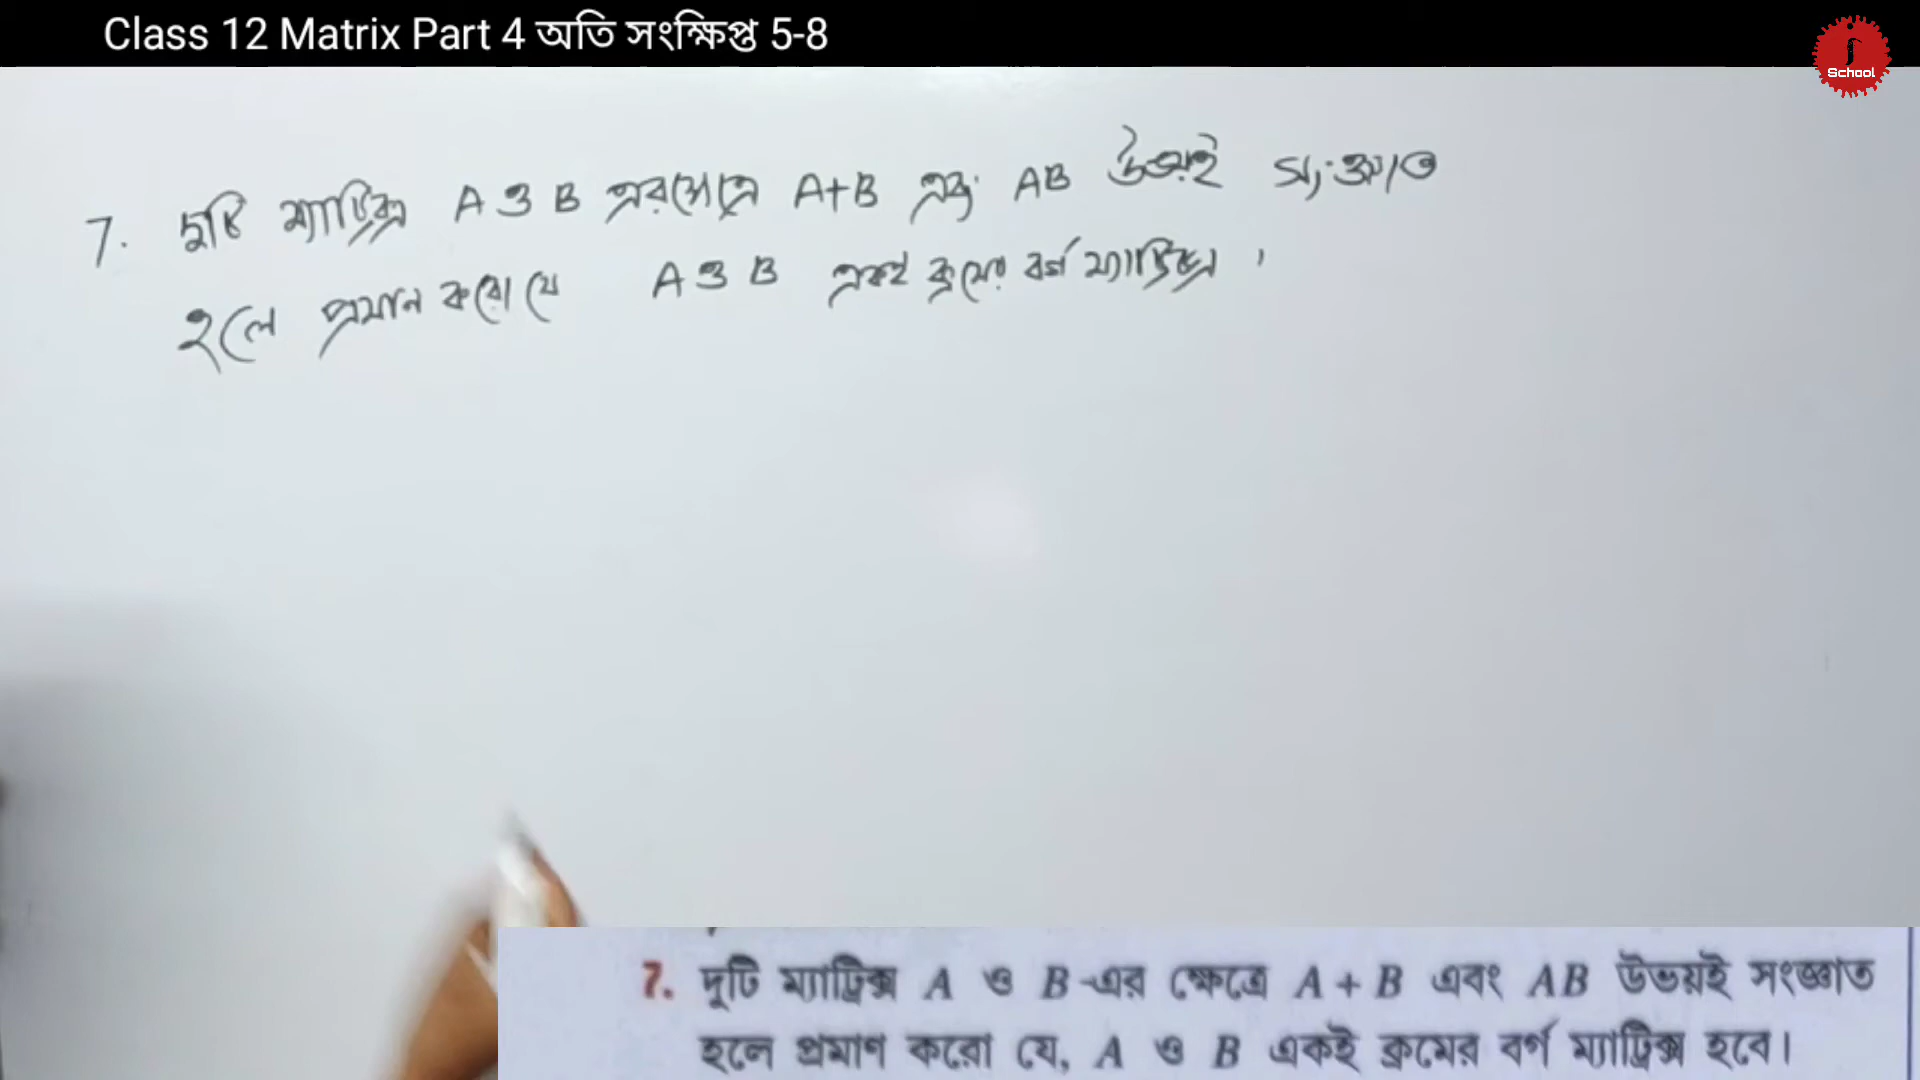 Class 12 Matrix Part 4 অতি সংক্ষিপ্ত 5-8
School
7. দুটি ম্যাট্রিক্স A ও B এরক্ষেত্রে A+B এবং AB উভয়ই সংজ্ঞাত
হলে প্রমান করো যে A ও B একই ক্রমের বর্গ ম্যাট্রিক্স ।
7. দুটি ম্যাট্রিক্স A ও B-এর ক্ষেত্রে A + B এবং AB উভয়ই সংজ্ঞাত
হলে প্রমাণ করো যে, A ও B একই ক্রমের বর্গ ম্যাট্রিক্স হবে।